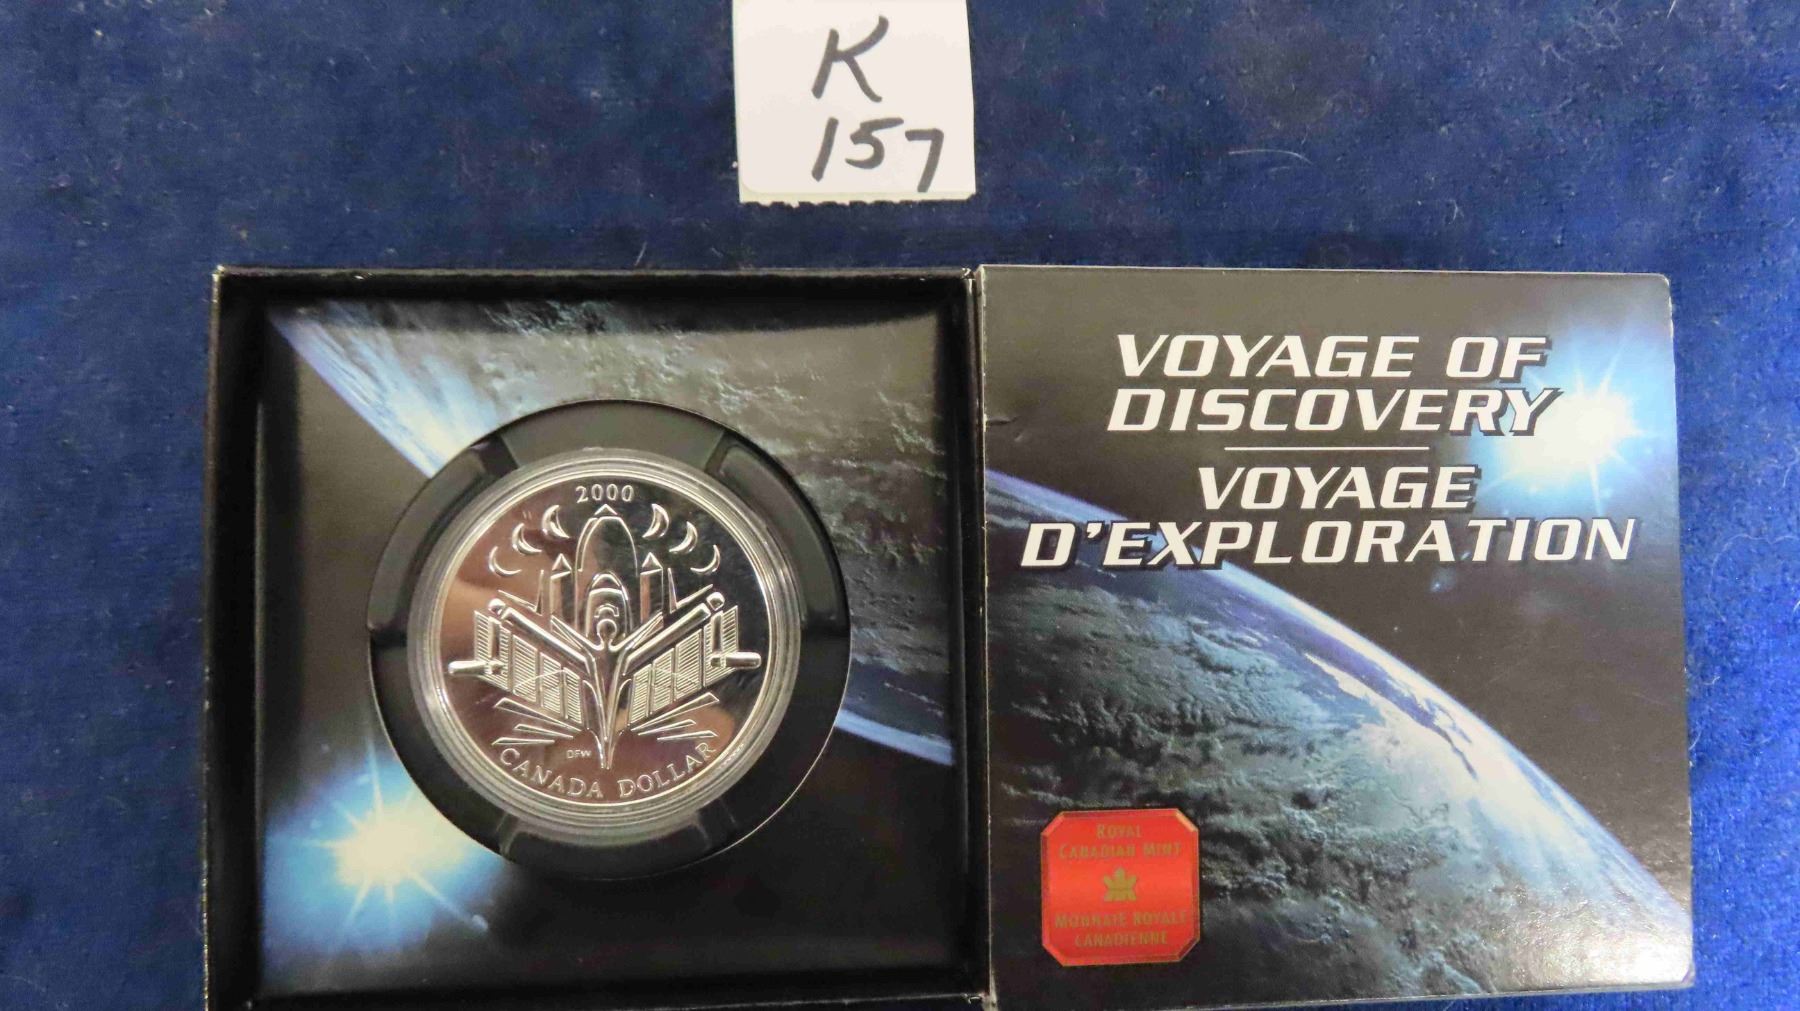 K
157
VOYAGE OF
DISCOVERY
VOYAGE
D'EXPLORATION
2000
DFW
CANADA DOLLAR
ROYAL
CANADIAN MINT
MONNAIE ROYALE
CANADIENNE